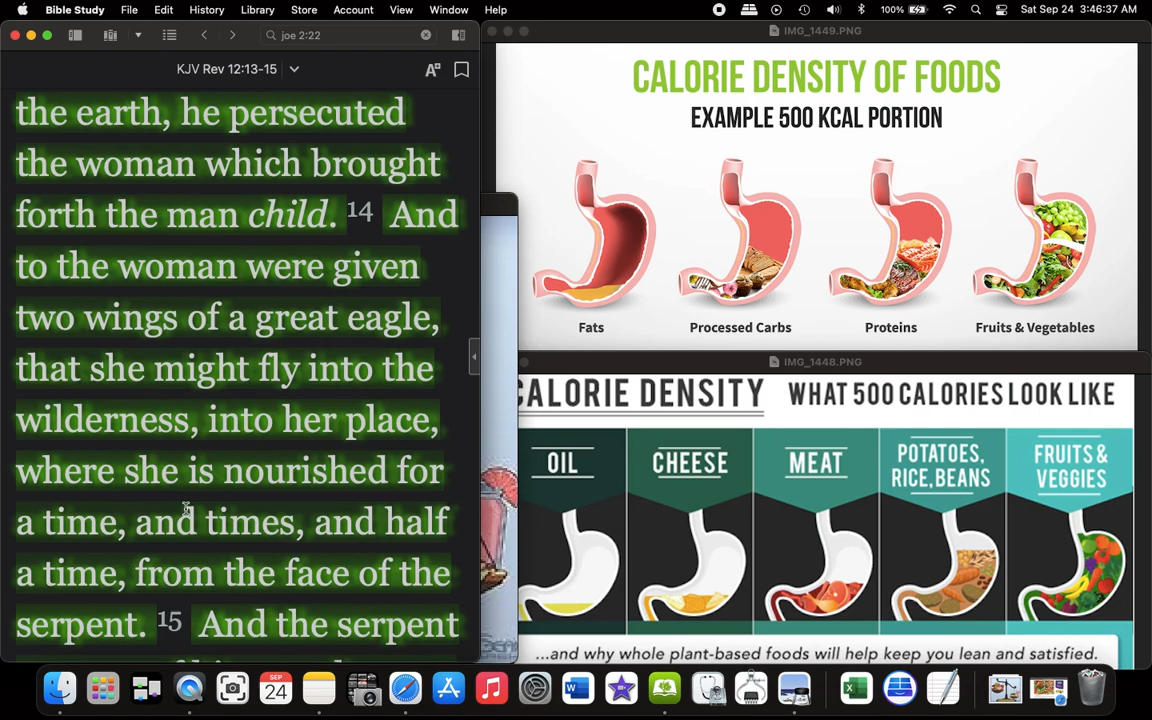 Bible Study File Edit History Library Store Account View Window Help
100% Sat Sep 24 3:46:37 AM
joe 2:22
KJV Rev 12:13-15
the earth, he persecuted
the woman which brought
forth the man child. 14 And
to the woman were given
two wings of a great eagle,
that she might fly into the
wilderness, into her place,
where she is nourished for
a time, and times, and half
a time, from the face of the
serpent. 15 And the serpent
IMG_1449.PNG
CALORIE DENSITY OF FOODS
EXAMPLE 500 KCAL PORTION
Fats Processed Carbs Proteins Fruits & Vegetables
IMG_1448.PNG
CALORIE DENSITY WHAT 500 CALORIES LOOK LIKE
OIL CHEESE MEAT POTATOES, RICE, BEANS FRUITS & VEGGIES
...and why whole plant-based foods will help keep you lean and satisfied.
SEP
24